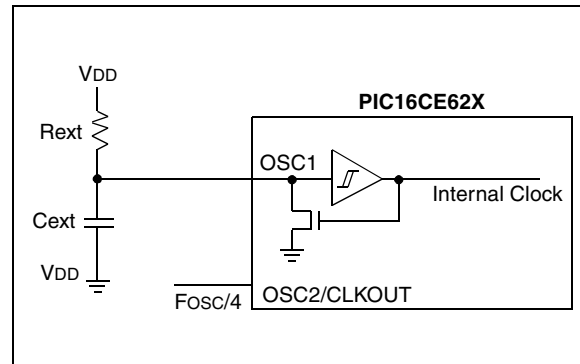 VDD
PIC16CE62X
Rext
OSC1
Internal Clock
Cext
VDD
FOSC/4
OSC2/CLKOUT